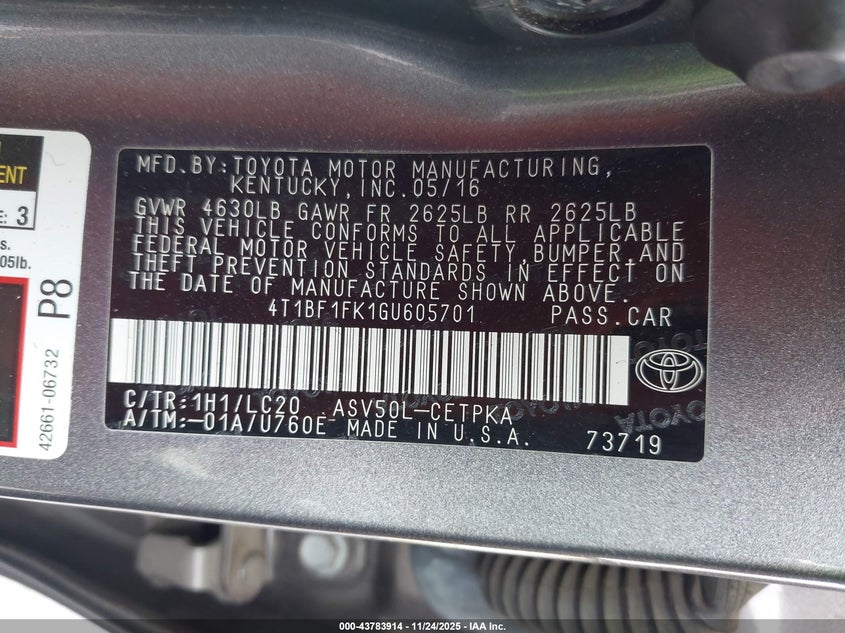 ENT
E: 3
s.
05lb.
P8
42661-06732
MFD.BY:TOYOTA MOTOR MANUFACTURING,
KENTUCKY,INC.05/16
GVWR 4630LB GAWR FR 2625LB RR 2625LB
THIS VEHICLE CONFORMS TO ALL APPLICABLE
FEDERAL MOTOR VEHICLE SAFETY,BUMPER,AND
THEFT PREVENTION STANDARDS IN EFFECT ON
THE DATE OF MANUFACTURE SHOWN ABOVE.
4T1BF1FK1GU605701 PASS.CAR
C/TR:1H1/LC20 ASV50L-CETPKA
A/TM:-01A/U760E MADE IN U.S.A. 73719
000-43783914 - 11/24/2025 - IAA Inc.